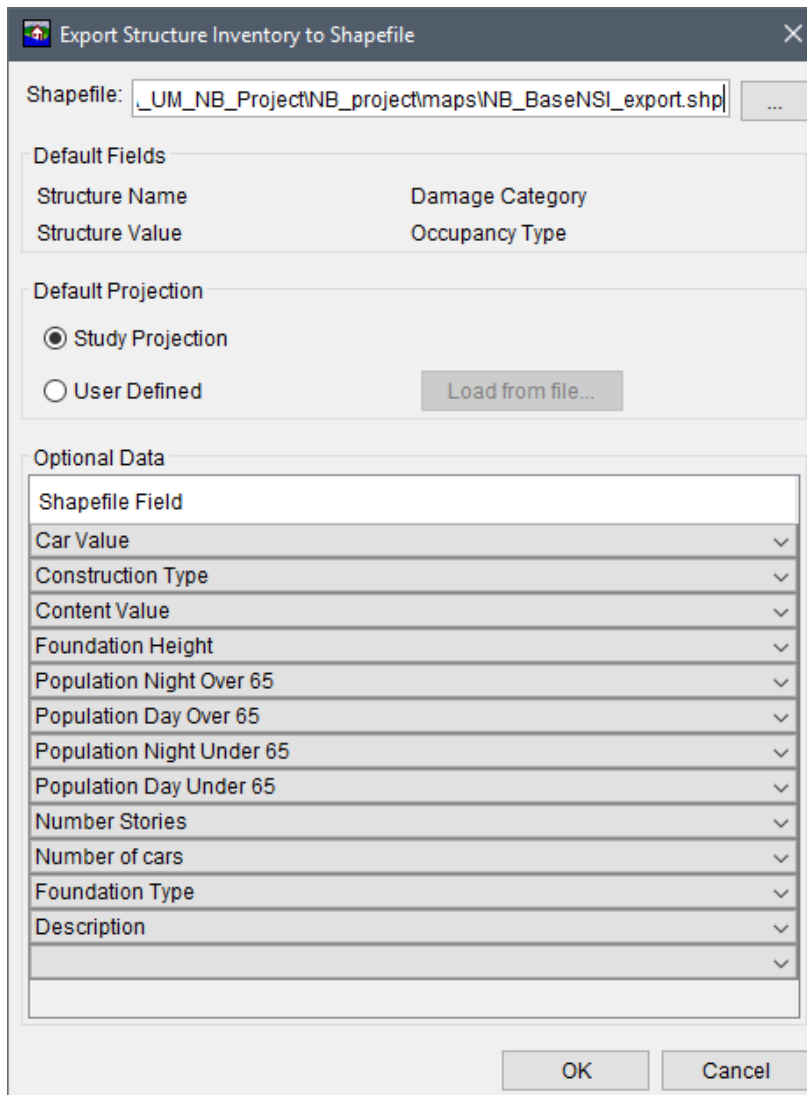 Export Structure Inventory to Shapefile
Shapefile: ._UM_NB_Project\NB_project\maps\NB_BaseNSI_export.shp ...
Default Fields
Structure Name Damage Category
Structure Value Occupancy Type
Default Projection
Study Projection
User Defined Load from file...
Optional Data
Shapefile Field
Car Value
Construction Type
Content Value
Foundation Height
Population Night Over 65
Population Day Over 65
Population Night Under 65
Population Day Under 65
Number Stories
Number of cars
Foundation Type
Description
OK Cancel